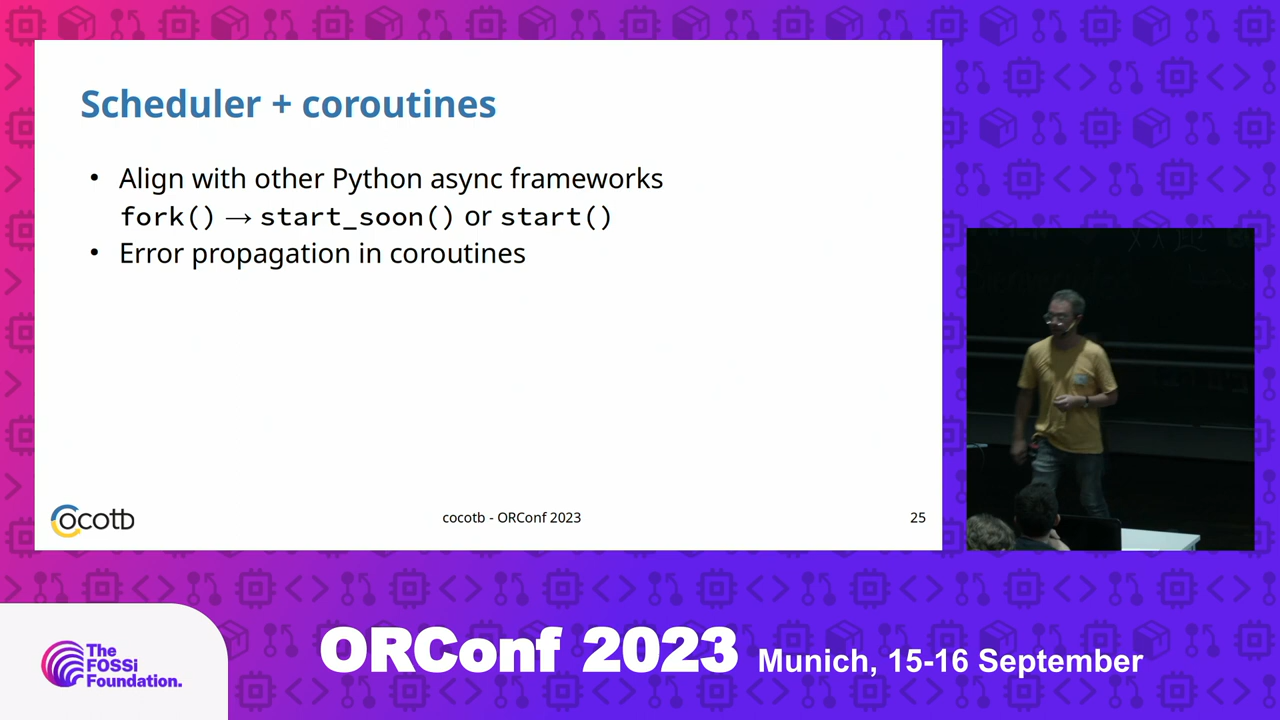 Scheduler + coroutines
• Align with other Python async frameworks
fork() → start_soon() or start()
• Error propagation in coroutines
cocotb
cocotb - ORConf 2023
25
The
FOSSi
Foundation.
ORConf 2023 Munich, 15-16 September